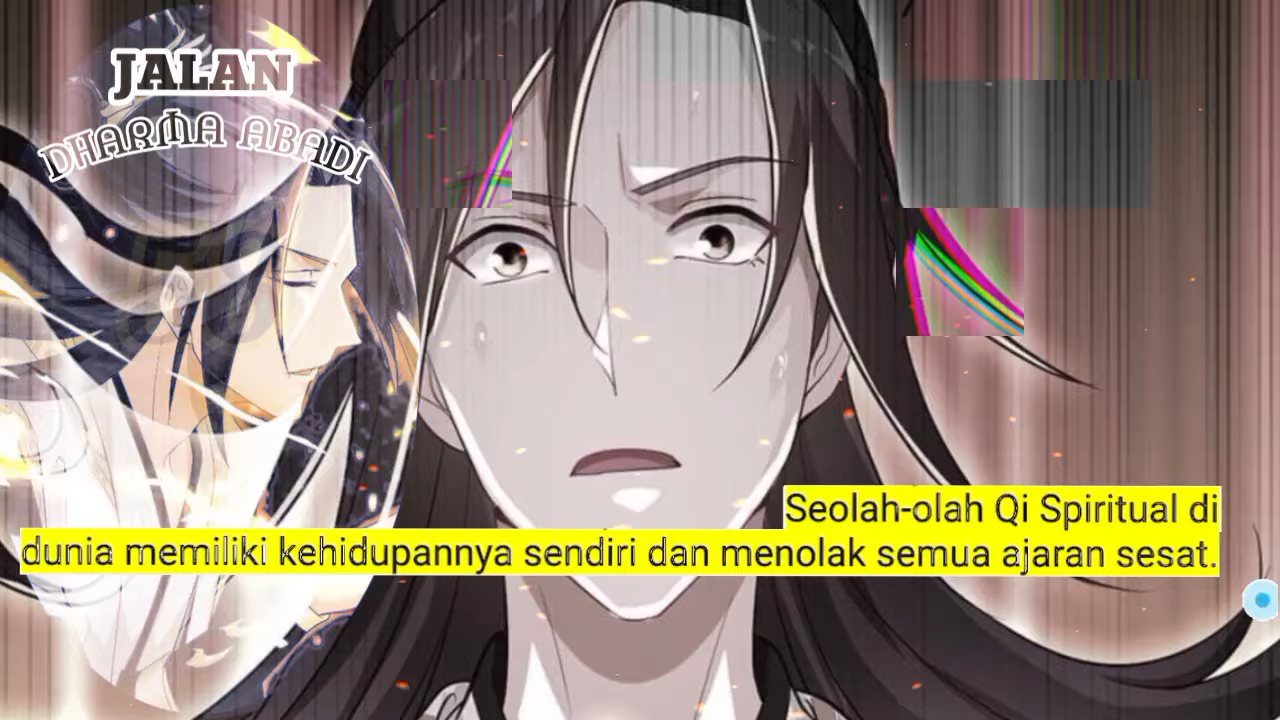 JALAN
DHARMA ABADI
Seolah-olah Qi Spiritual di
dunia memiliki kehidupannya sendiri dan menolak semua ajaran sesat.